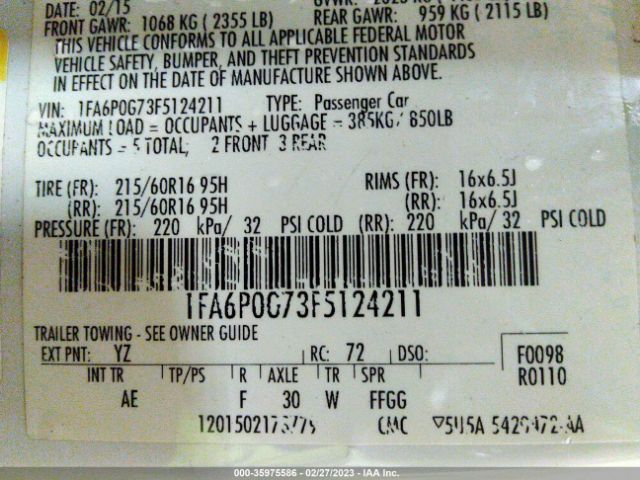 DATE: 02/15
FRONT GAWR: 1068 KG ( 2355 LB) REAR GAWR: 959 KG ( 2115 LB)
THIS VEHICLE CONFORMS TO ALL APPLICABLE FEDERAL MOTOR
VEHICLE SAFETY, BUMPER, AND THEFT PREVENTION STANDARDS
IN EFFECT ON THE DATE OF MANUFACTURE SHOWN ABOVE.
VIN: 1FA6P0G73F5124211 TYPE: Passenger Car
MAXIMUM LOAD = OCCUPANTS + LUGGAGE = 385KG/ 850LB
OCCUPANTS = 5 TOTAL, 2 FRONT 3 REAR
TIRE (FR): 215/60R16 95H RIMS (FR): 16x6.5J
(RR): 215/60R16 95H (RR): 16x6.5J
PRESSURE (FR): 220 kPa/ 32 PSI COLD (RR): 220 kPa/ 32 PSI COLD
1FA6P0G73F5124211
TRAILER TOWING - SEE OWNER GUIDE
EXT PNT: YZ RC: 72 DSO: F0098
INT TR TP/PS R AXLE TR SPR R0110
AE F 30 W FFGG
CMC
000-35975586 - 02/27/2023 - IAA Inc.